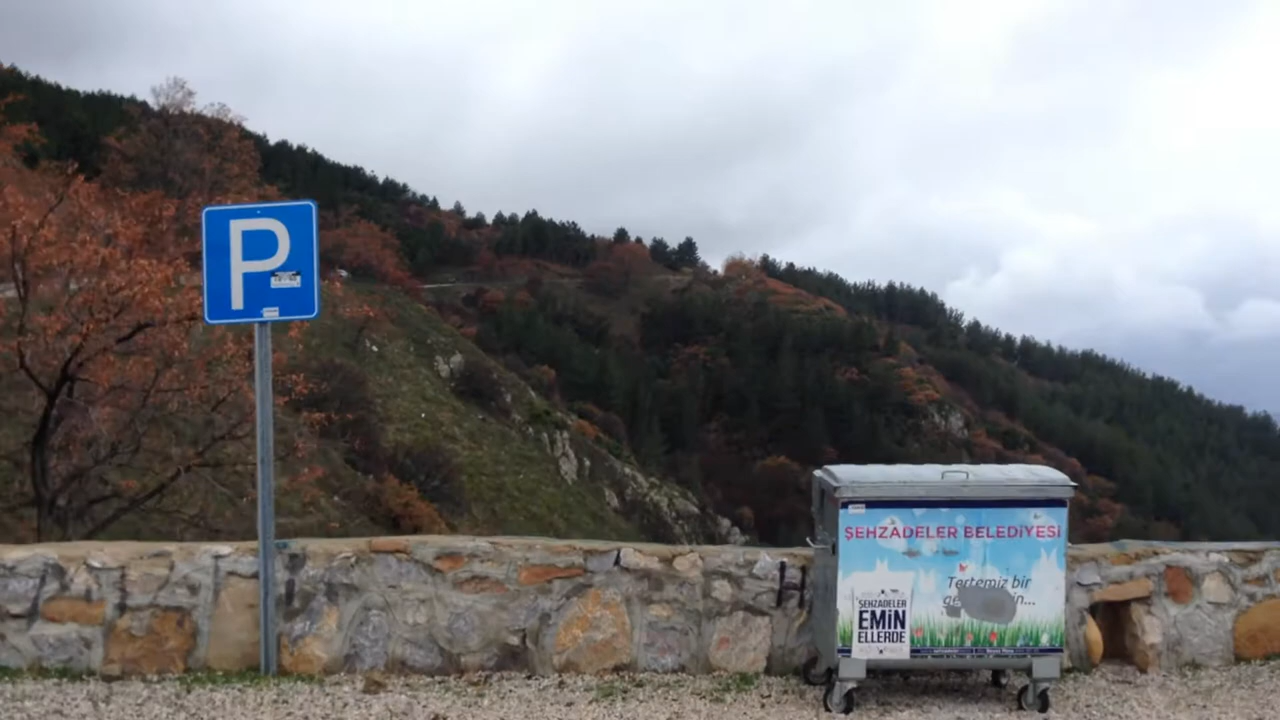 P
ŞEHZADELER BELEDİYESİ
Tertemiz bir
ŞEHZADELER
EMİN
ELLERDE
H